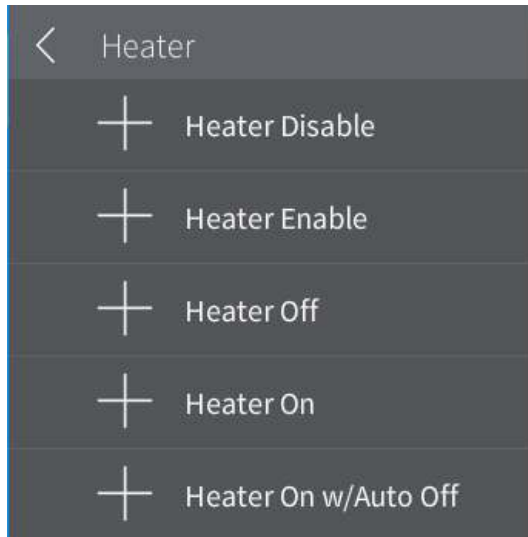 Heater
Heater Disable
Heater Enable
Heater Off
Heater On
Heater On w/Auto Off